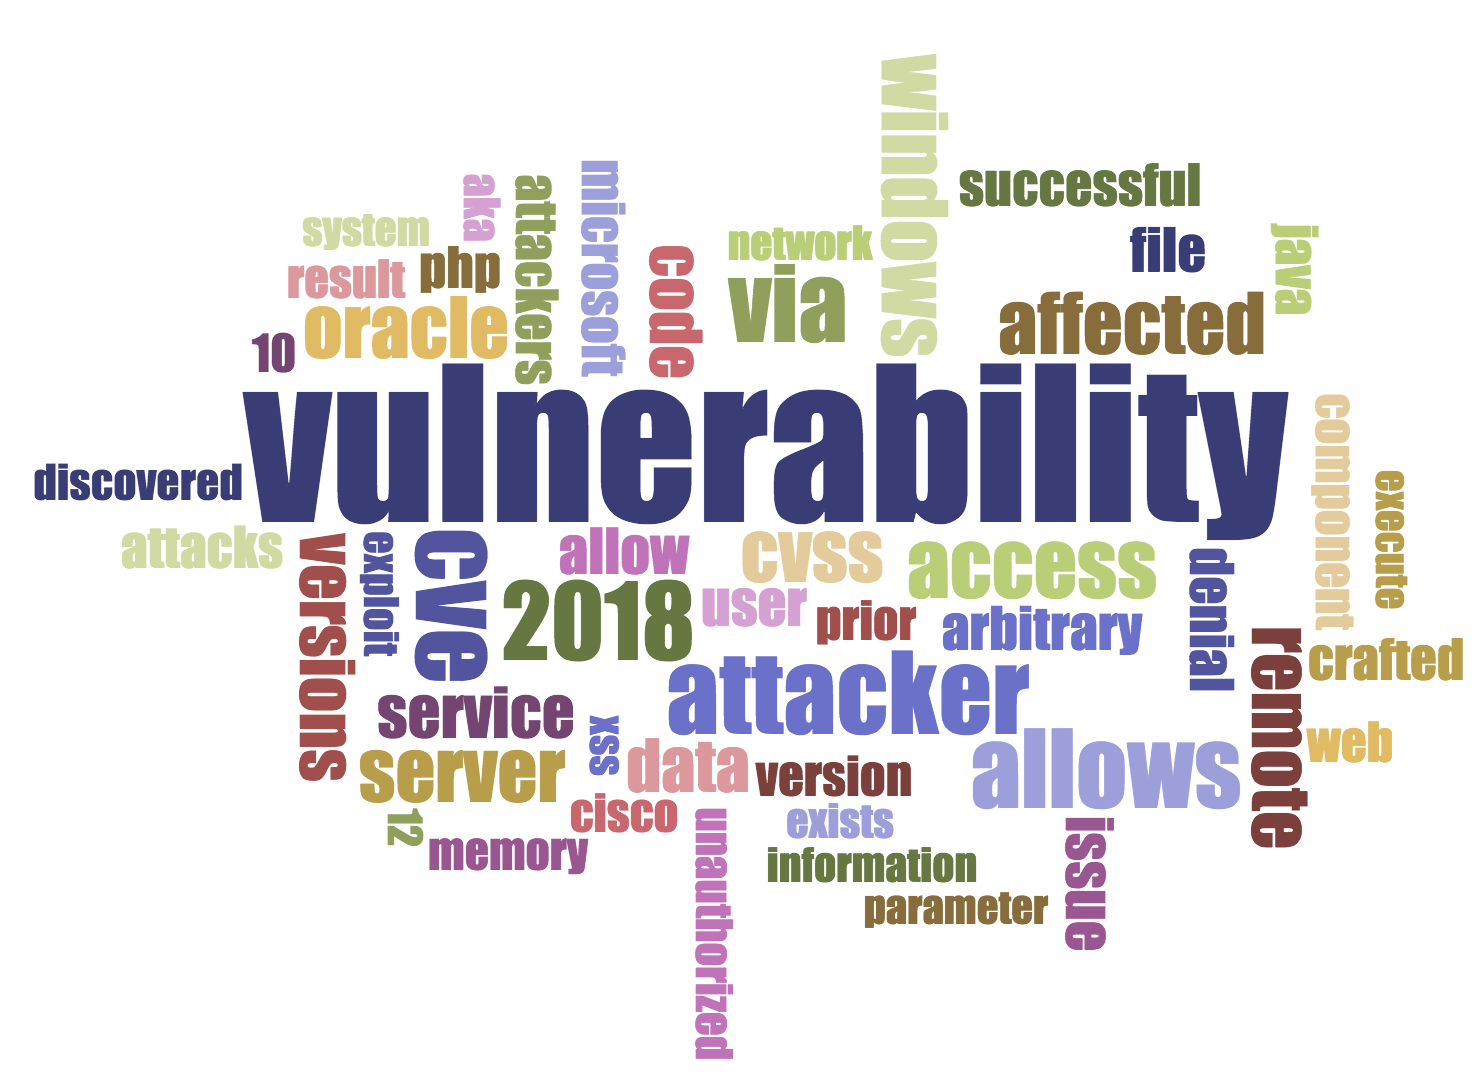 windows
successful
microsoft
aka
attackers
system
network
file
java
php
code
result
via
oracle
affected
10
vulnerability
component
discovered
execute
attacks
versions
exploit
cve
allow
cvss
access
denial
2018
user
prior
arbitrary
remote
crafted
attacker
service
xss
web
server
data
version
allows
12
cisco
exists
memory
unauthorized
issue
information
parameter